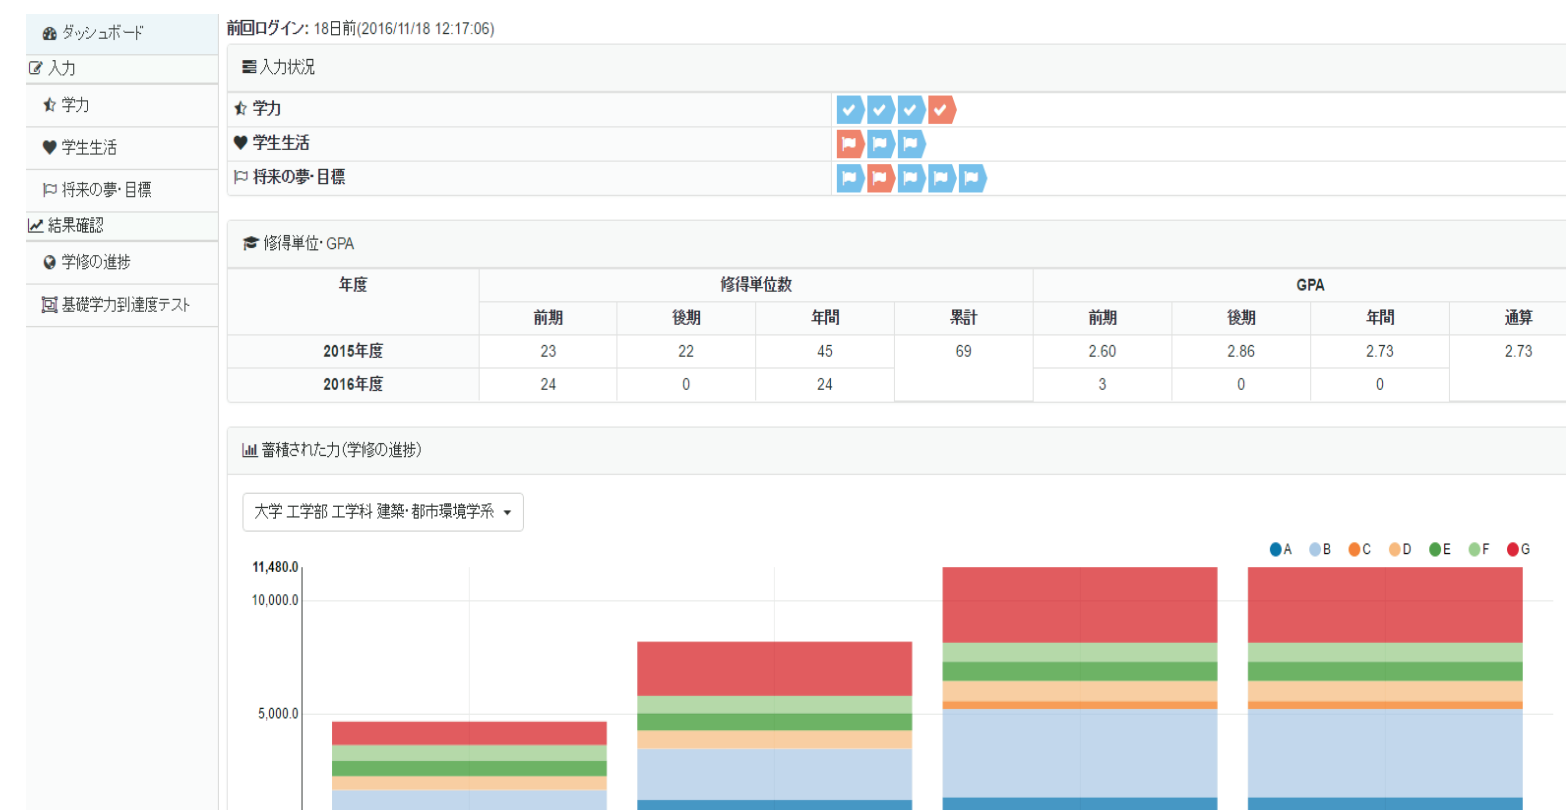 ダッシュボード
入力
学力
学生生活
将来の夢・目標
結果確認
学修の進捗
基礎学力到達度テスト
前回ログイン: 18日前(2016/11/18 12:17:06)
入力状況
学力
学生生活
将来の夢・目標
修得単位・GPA
年度 修得単位数 GPA
前期 後期 年間 累計 前期 後期 年間 通算
2015年度 23 22 45 69 2.60 2.86 2.73 2.73
2016年度 24 0 24 3 0 0
蓄積された力(学修の進捗)
大学 工学部 工学科 建築・都市環境学系
A B C D E F G
11,480.0
10,000.0
5,000.0